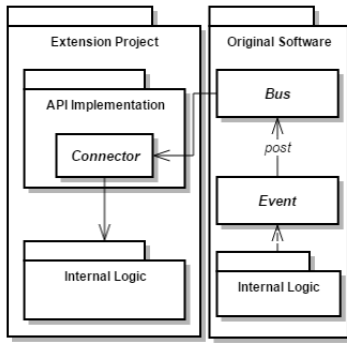 Extension Project
API Implementation
Connector
Internal Logic
Original Software
Bus
post
Event
Internal Logic